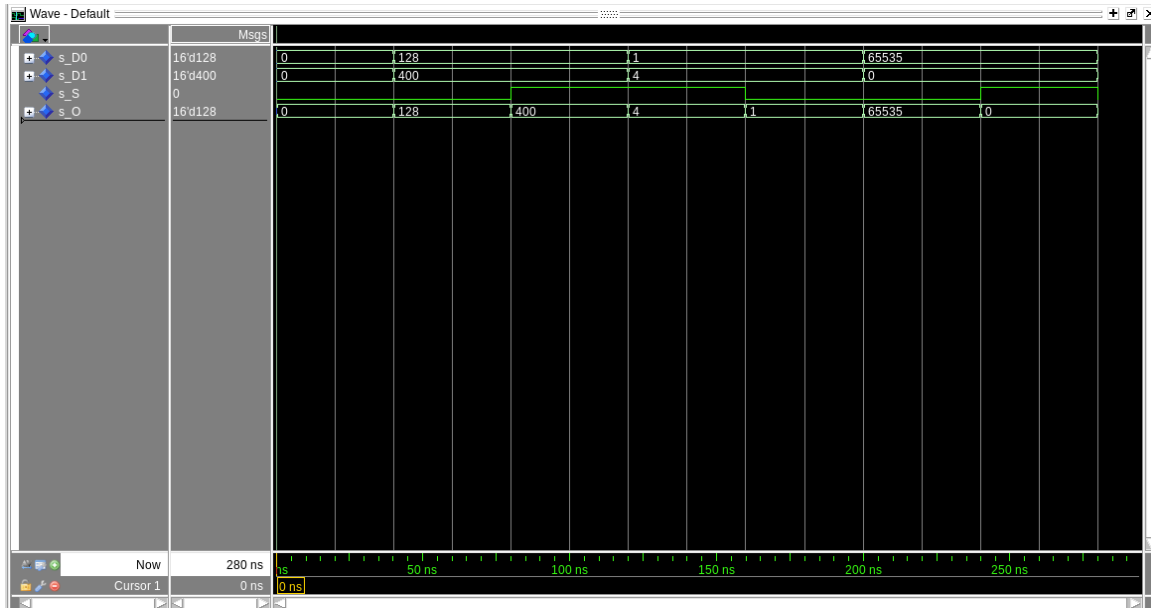 Wave - Default
Msgs
s_D0 16'd128 0 128 1 65535
s_D1 16'd400 0 400 4 0
s_S 0
s_O 16'd128 0 128 400 4 1 65535 0
Now 280 ns ns 50 ns 100 ns 150 ns 200 ns 250 ns
Cursor 1 0 ns 0 ns